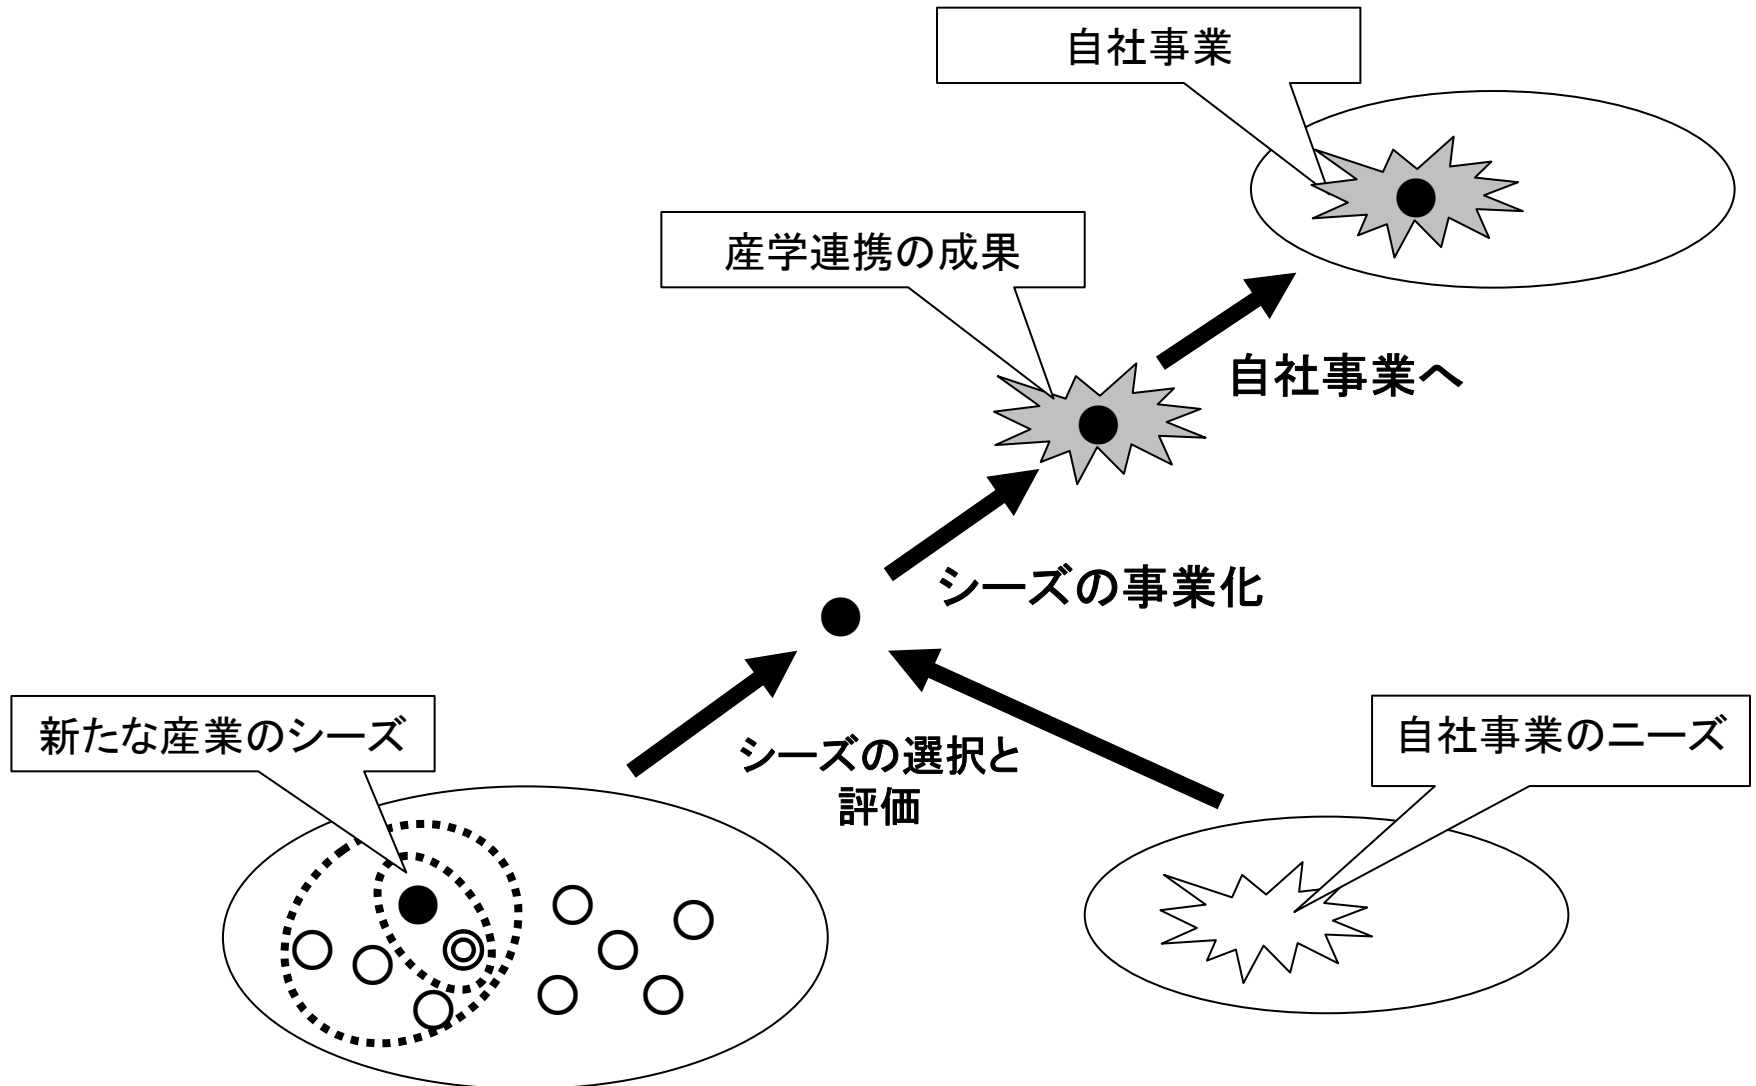 自社事業
産学連携の成果
自社事業へ
シーズの事業化
新たな産業のシーズ
シーズの選択と
評価
自社事業のニーズ